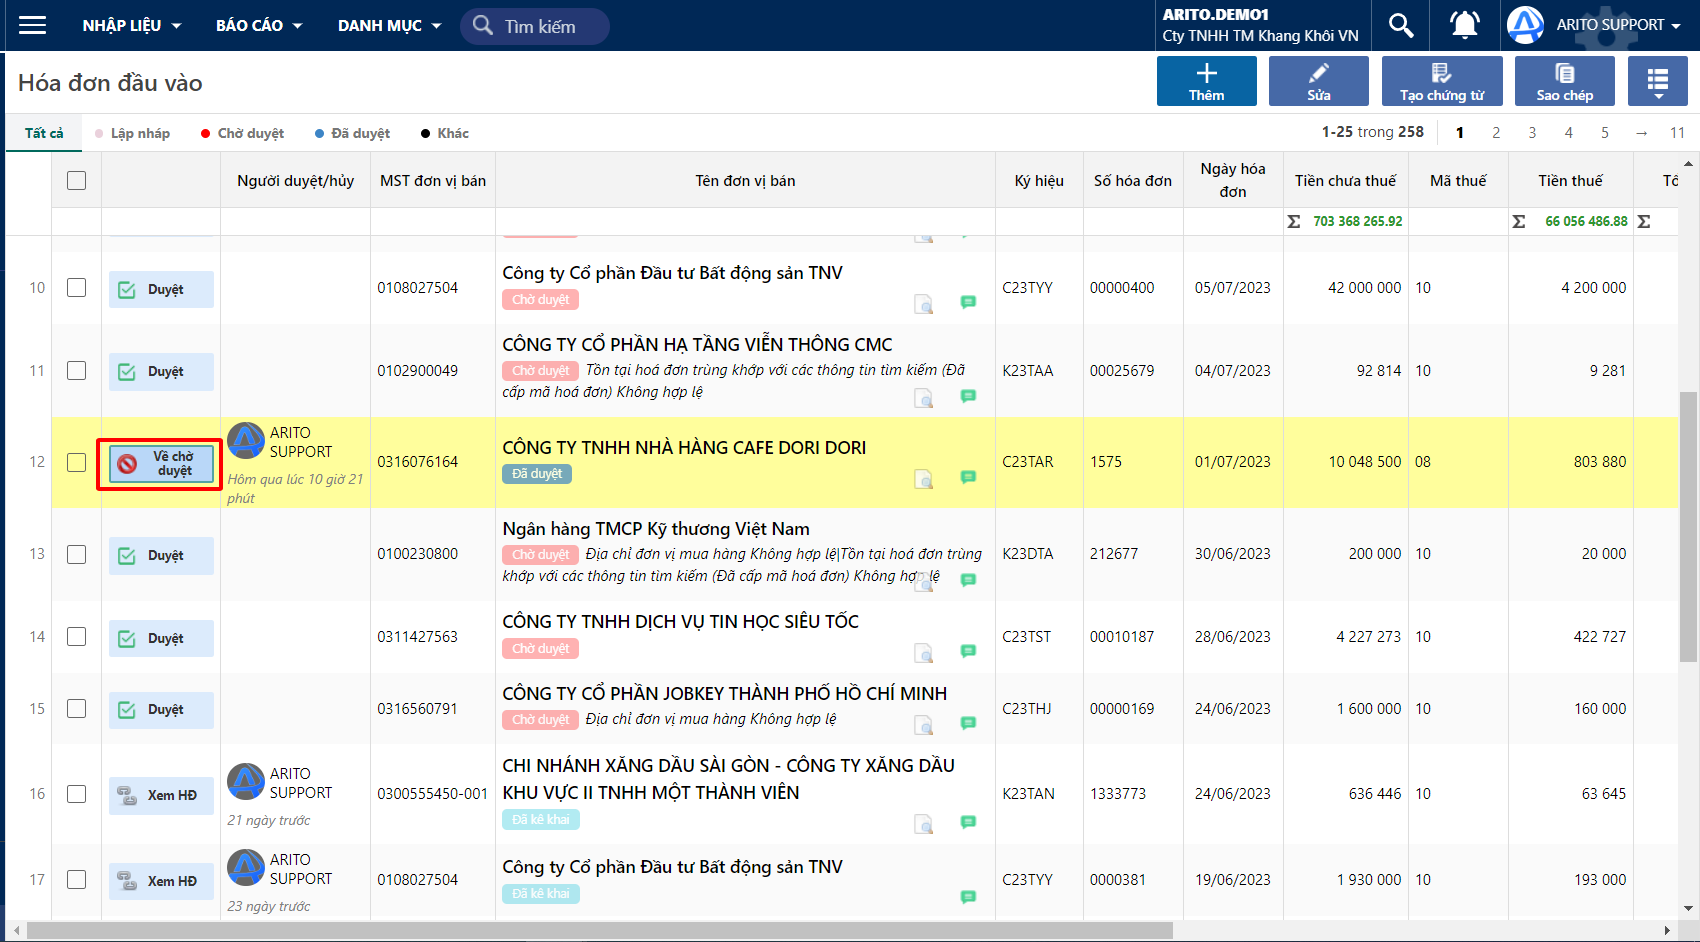 NHẬP LIỆU
BÁO CÁO
DANH MỤC
Tìm kiếm
ARITO.DEMO1
Cty TNHH TM Khang Khôi VN
ARITO SUPPORT
Hóa đơn đầu vào
Thêm
Sửa
Tạo chứng từ
Sao chép
Tất cả
Lập nháp
Chờ duyệt
Đã duyệt
Khác
1-25 trong 258
1 2 3 4 5 → 11
Người duyệt/hủy
MST đơn vị bán
Tên đơn vị bán
Ký hiệu
Số hóa đơn
Ngày hóa
đơn
Tiền chưa thuế
Mã thuế
Tiền thuế
Tổ
Σ 703 368 265.92
Σ 66 056 486.88
Σ
10
Duyệt
0108027504
Công ty Cổ phần Đầu tư Bất động sản TNV
Chờ duyệt
C23TYY
00000400
05/07/2023
42 000 000
10
4 200 000
11
Duyệt
0102900049
CÔNG TY CỔ PHẦN HẠ TẦNG VIỄN THÔNG CMC
Chờ duyệt Tồn tại hoá đơn trùng khớp với các thông tin tìm kiếm (Đã
cấp mã hoá đơn) Không hợp lệ
K23TAA
00025679
04/07/2023
92 814
10
9 281
12
Về chờ
duyệt
ARITO
SUPPORT
Hôm qua lúc 10 giờ 21
phút
0316076164
CÔNG TY TNHH NHÀ HÀNG CAFE DORI DORI
Đã duyệt
C23TAR
1575
01/07/2023
10 048 500
08
803 880
13
Duyệt
0100230800
Ngân hàng TMCP Kỹ thương Việt Nam
Chờ duyệt Địa chỉ đơn vị mua hàng Không hợp lệ|Tồn tại hoá đơn trùng
khớp với các thông tin tìm kiếm (Đã cấp mã hoá đơn) Không hợp lệ
K23DTA
212677
30/06/2023
200 000
10
20 000
14
Duyệt
0311427563
CÔNG TY TNHH DỊCH VỤ TIN HỌC SIÊU TỐC
Chờ duyệt
C23TST
00010187
28/06/2023
4 227 273
10
422 727
15
Duyệt
0316560791
CÔNG TY CỔ PHẦN JOBKEY THÀNH PHỐ HỒ CHÍ MINH
Chờ duyệt Địa chỉ đơn vị mua hàng Không hợp lệ
C23THJ
00000169
24/06/2023
1 600 000
10
160 000
16
Xem HĐ
ARITO
SUPPORT
21 ngày trước
0300555450-001
CHI NHÁNH XĂNG DẦU SÀI GÒN - CÔNG TY XĂNG DẦU
KHU VỰC II TNHH MỘT THÀNH VIÊN
Đã kê khai
K23TAN
1333773
24/06/2023
636 446
10
63 645
17
Xem HĐ
ARITO
SUPPORT
23 ngày trước
0108027504
Công ty Cổ phần Đầu tư Bất động sản TNV
Đã kê khai
C23TYY
0000381
19/06/2023
1 930 000
10
193 000